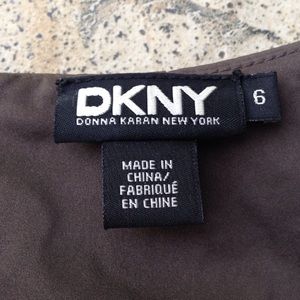 DKNY
DONNA KARAN NEW YORK
6
MADE IN
CHINA/
FABRIQUÉ
EN CHINE